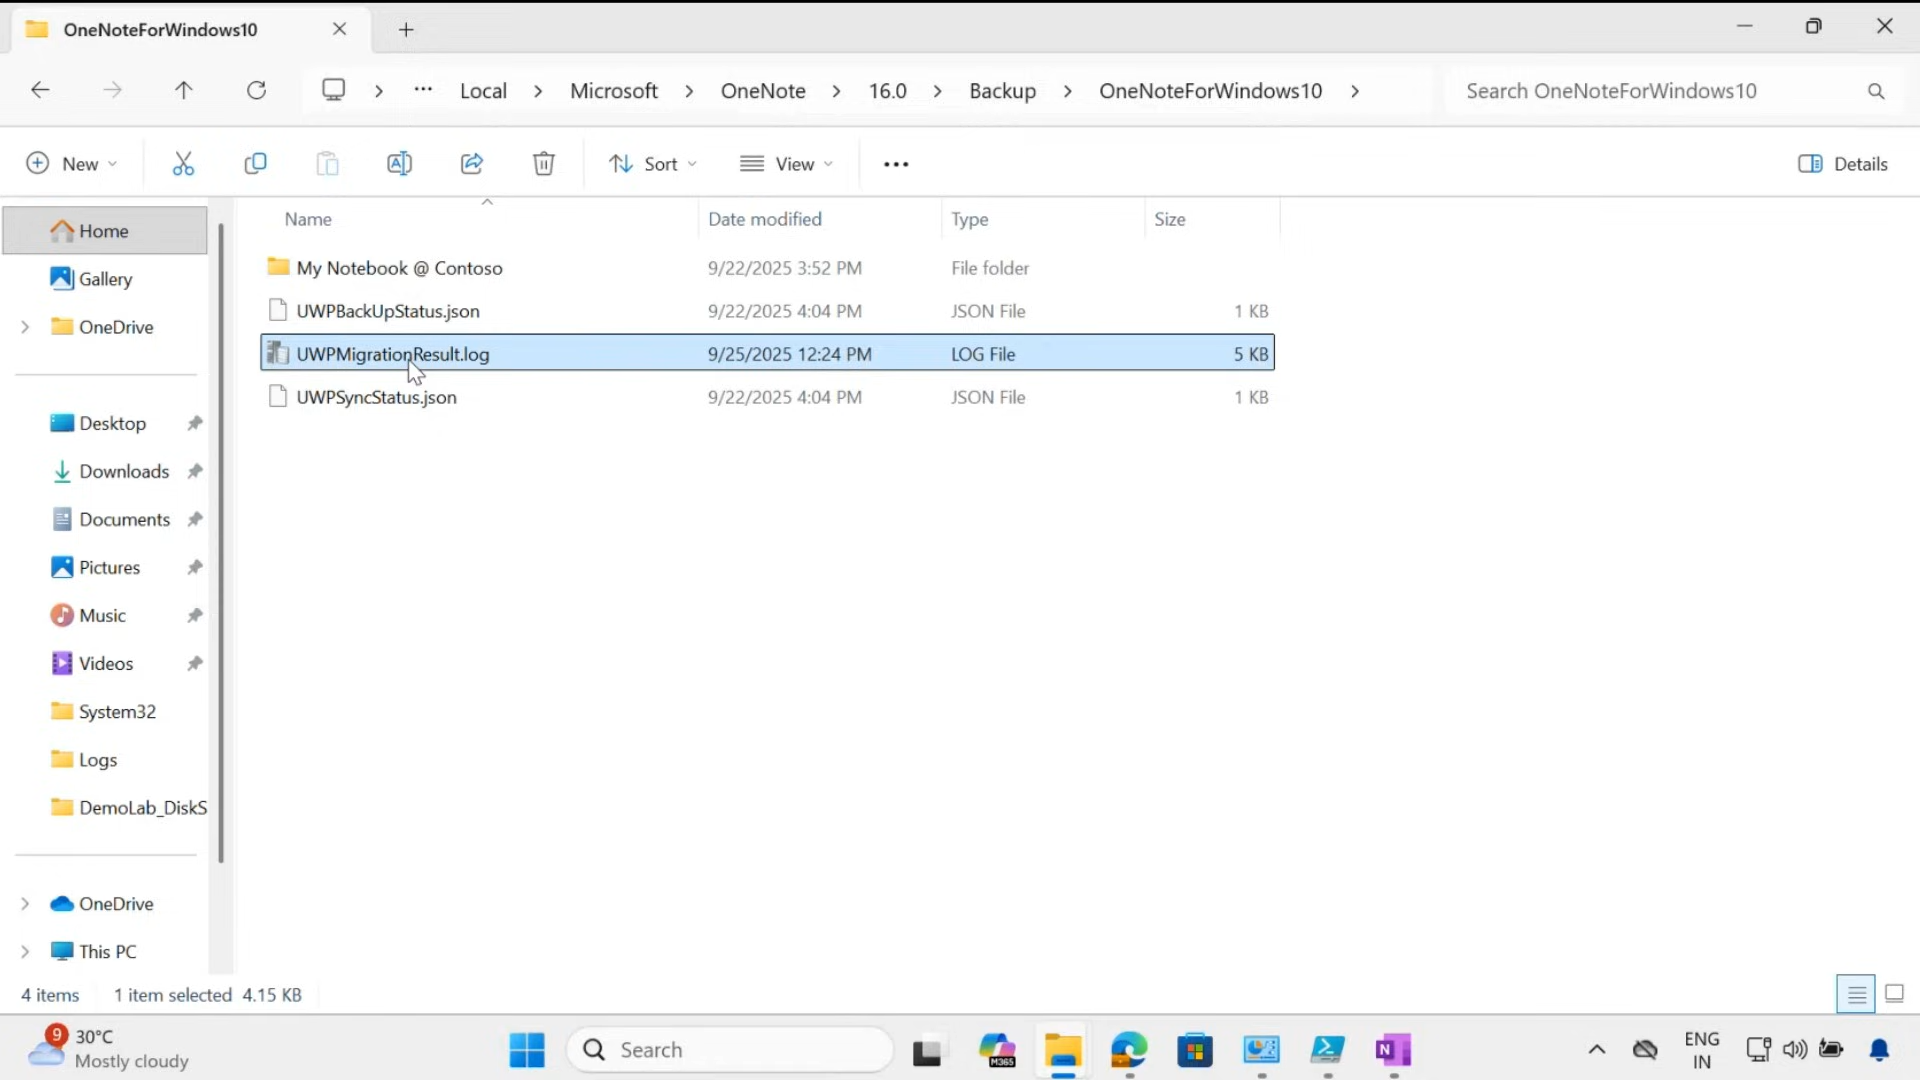 OneNoteForWindows10
Local Microsoft OneNote 16.0 Backup OneNoteForWindows10 Search OneNoteForWindows10
New Sort View Details
Name Date modified Type Size
My Notebook @ Contoso 9/22/2025 3:52 PM File folder
UWPBackUpStatus.json 9/22/2025 4:04 PM JSON File 1 KB
UWPMigrationResult.log 9/25/2025 12:24 PM LOG File 5 KB
UWPSyncStatus.json 9/22/2025 4:04 PM JSON File 1 KB
Home
Gallery
OneDrive
Desktop
Downloads
Documents
Pictures
Music
Videos
System32
Logs
DemoLab_DiskS
OneDrive
This PC
4 items 1 item selected 4.15 KB
9
30°C
Mostly cloudy
Search
M365
N
ENG
IN